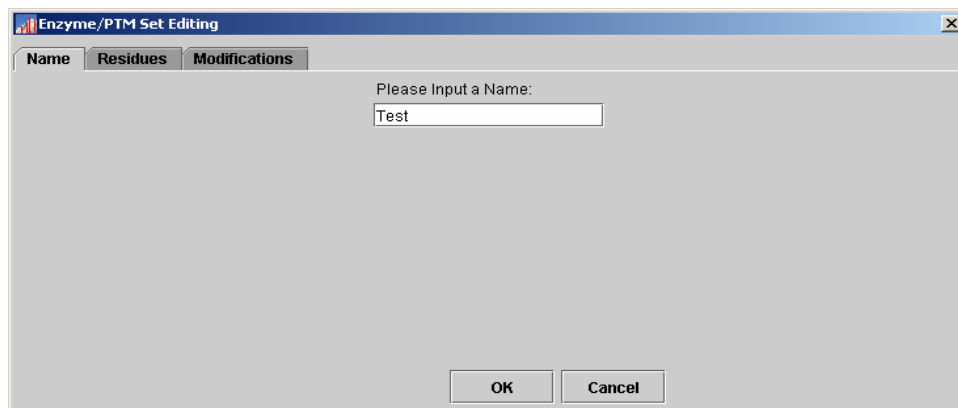 Enzyme/PTM Set Editing
Name Residues Modifications
Please Input a Name:
Test
OK Cancel